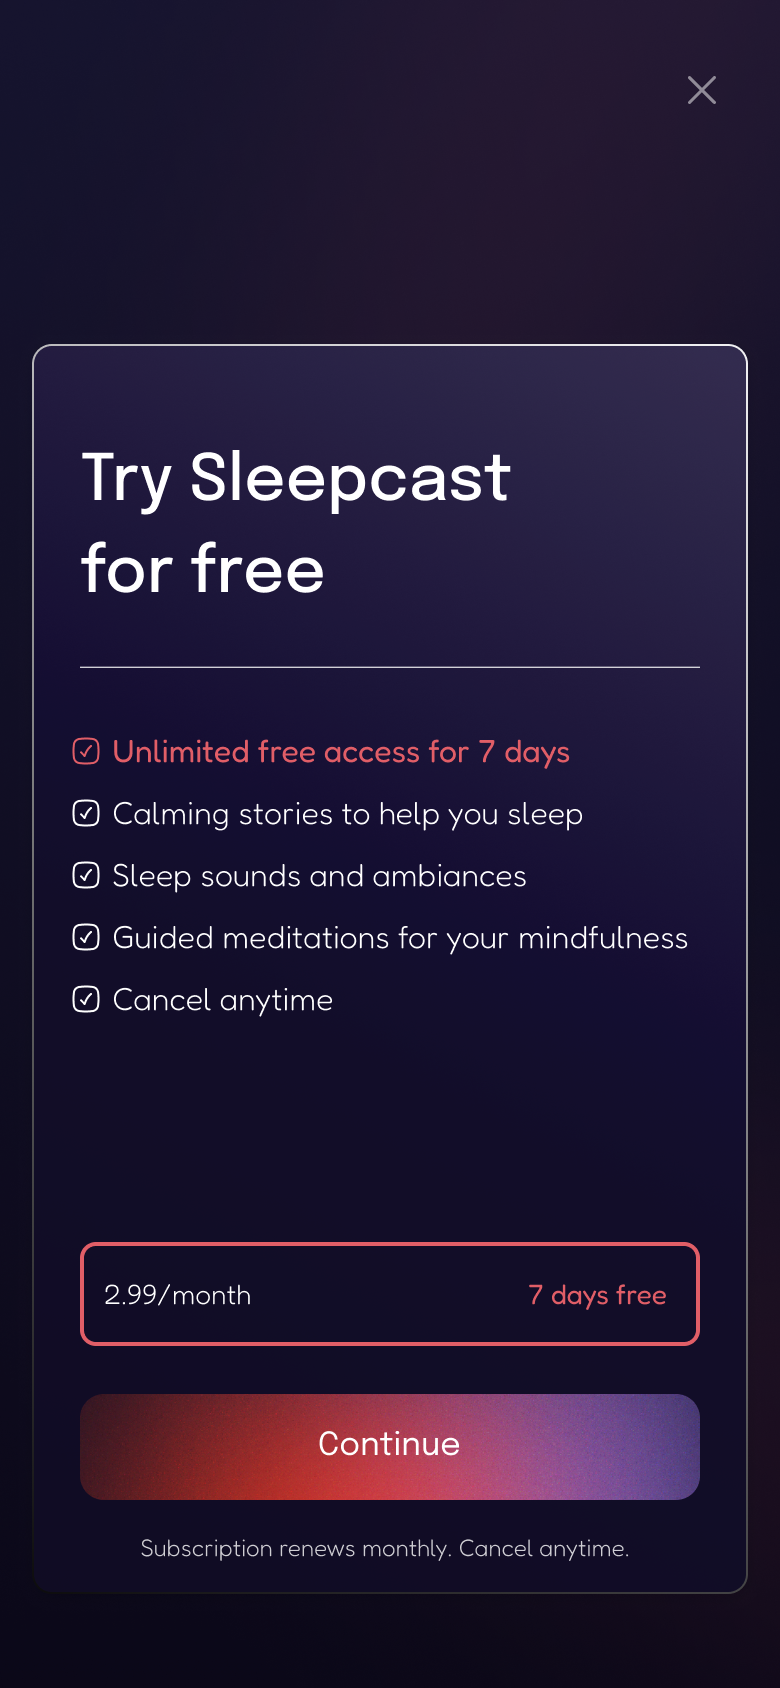 Try Sleepcast
for free
Unlimited free access for 7 days
Calming stories to help you sleep
Sleep sounds and ambiances
Guided meditations for your mindfulness
Cancel anytime
2.99/month 7 days free
Continue
Subscription renews monthly. Cancel anytime.